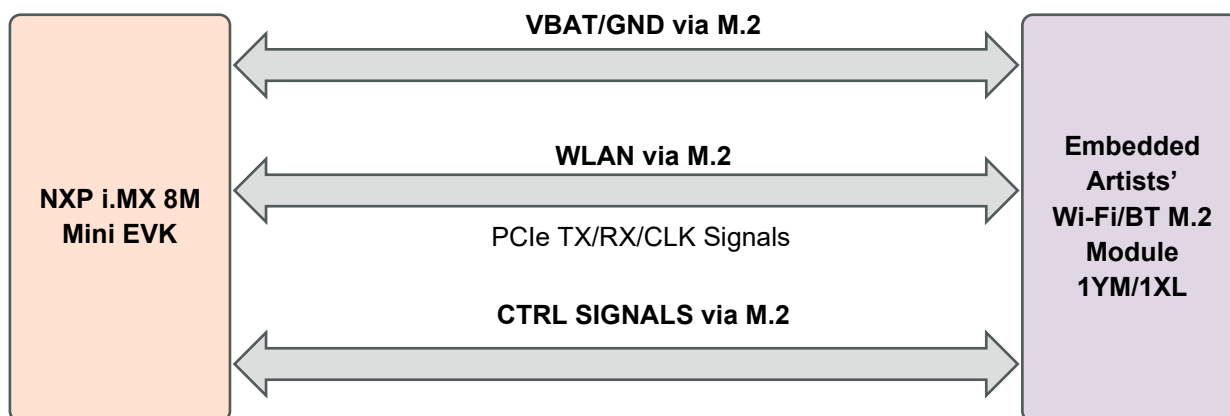 VBAT/GND via M.2
NXP i.MX 8M
Mini EVK
WLAN via M.2
PCIe TX/RX/CLK Signals
CTRL SIGNALS via M.2
Embedded
Artists’
Wi-Fi/BT M.2
Module
1YM/1XL